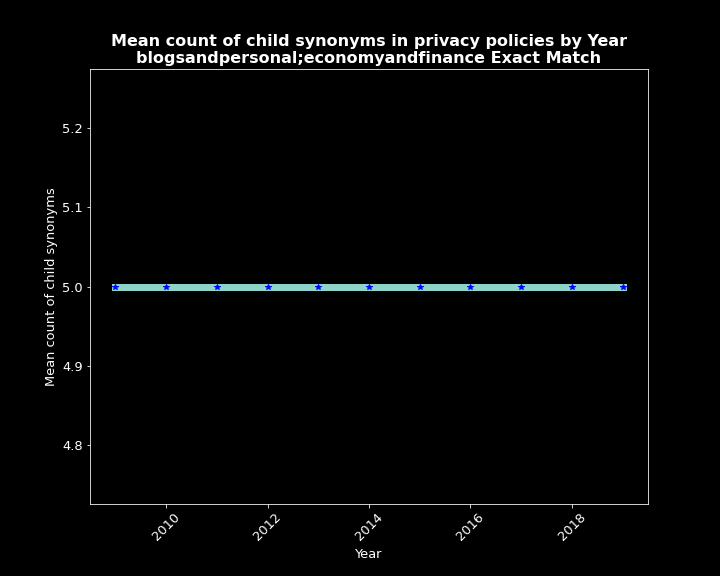 Mean count of child synonyms in privacy policies by Year
blogsandpersonal;economyandfinance Exact Match
5.2
5.1
5.0
4.9
4.8
Mean count of child synonyms
2010
2012
2014
2016
2018
Year